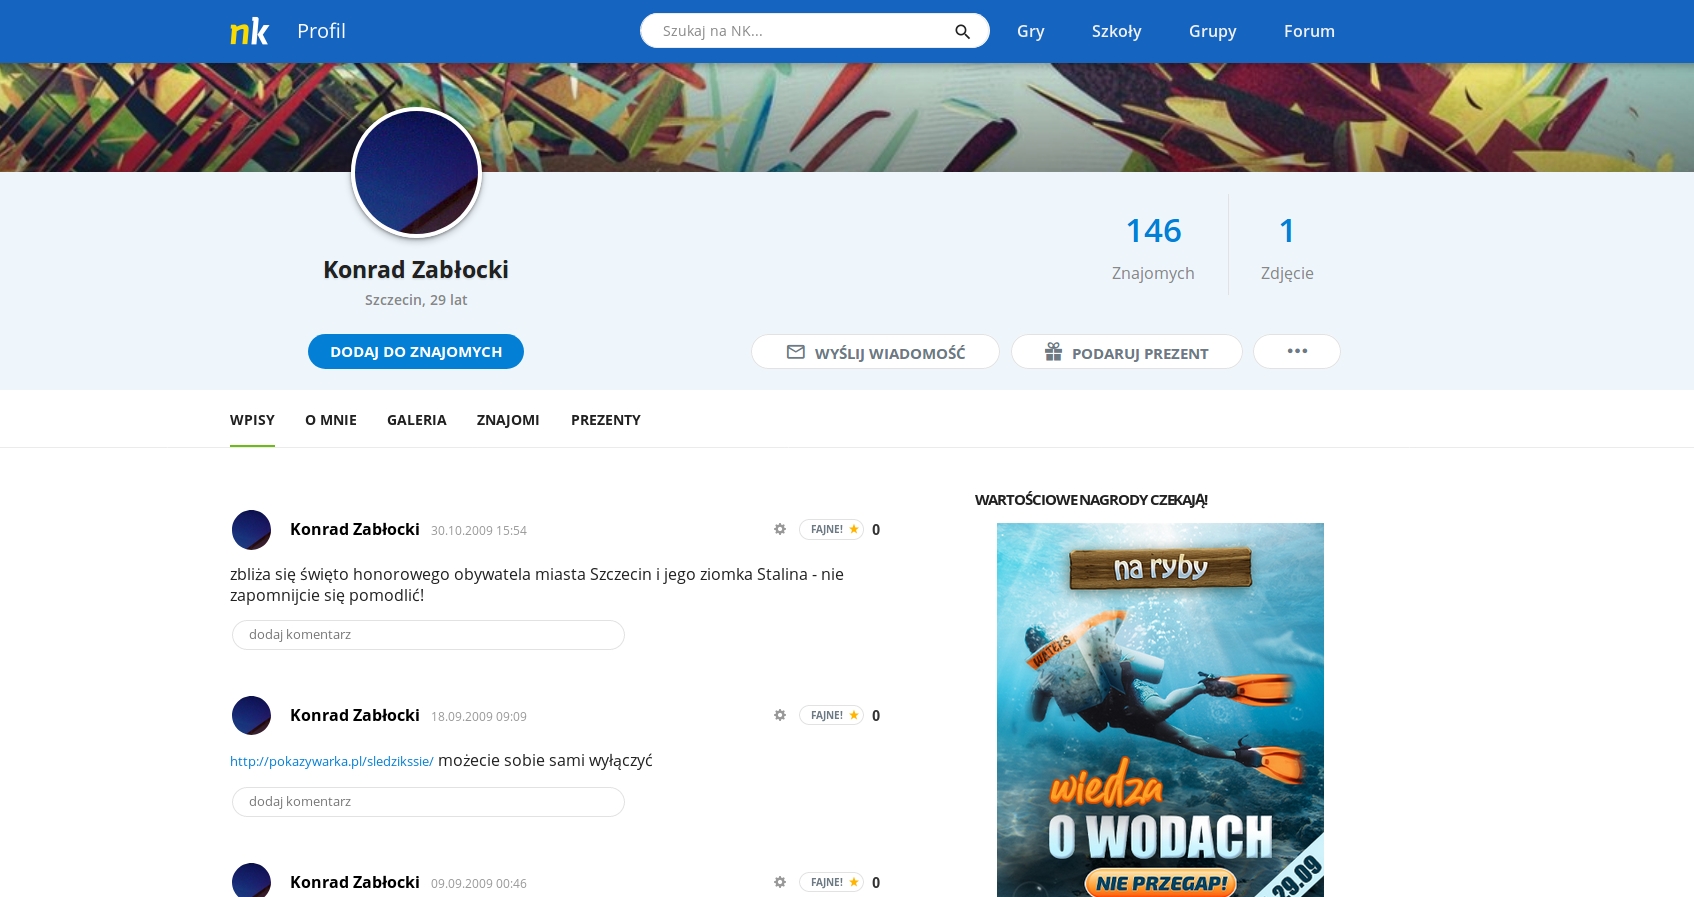 nk Profil Szukaj na NK... Gry Szkoły Grupy Forum
146 1
Znajomych Zdjęcie
Konrad Zabłocki
Szczecin, 29 lat
DODAJ DO ZNAJOMYCH WYŚLIJ WIADOMOŚĆ PODARUJ PREZENT
WPISY O MNIE GALERIA ZNAJOMI PREZENTY
Konrad Zabłocki 30.10.2009 15:54 FAJNE! 0
zbliża się święto honorowego obywatela miasta Szczecin i jego ziomka Stalina - nie
zapomnijcie się pomodlić!
dodaj komentarz
Konrad Zabłocki 18.09.2009 09:09 FAJNE! 0
http://pokazywarka.pl/sledzikssie/ możecie sobie sami wyłączyć
dodaj komentarz
Konrad Zabłocki 09.09.2009 00:46 FAJNE! 0
WARTOŚCIOWE NAGRODY CZEKAJĄ!
na ryby
WATERS
wiedza
O WODACH
NIE PRZEGAP!
29.09